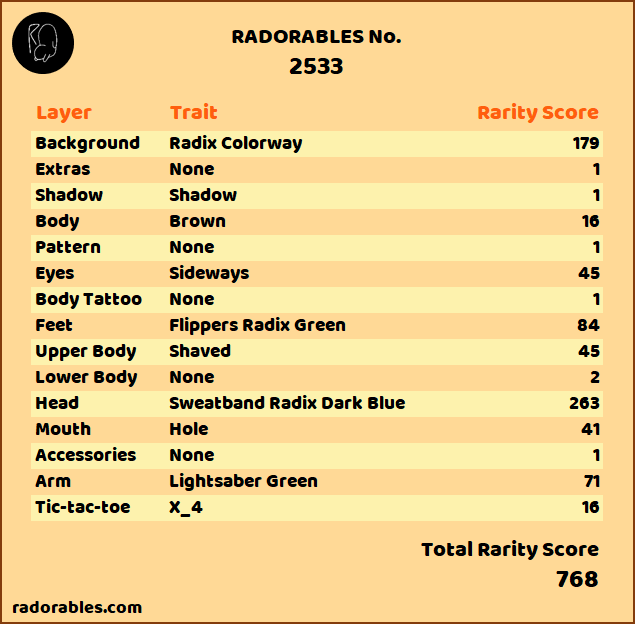 RADORABLES No.
2533
Layer Trait Rarity Score
Background Radix Colorway 179
Extras None 1
Shadow Shadow 1
Body Brown 16
Pattern None 1
Eyes Sideways 45
Body Tattoo None 1
Feet Flippers Radix Green 84
Upper Body Shaved 45
Lower Body None 2
Head Sweatband Radix Dark Blue 263
Mouth Hole 41
Accessories None 1
Arm Lightsaber Green 71
Tic-tac-toe X_4 16
Total Rarity Score
768
radorables.com